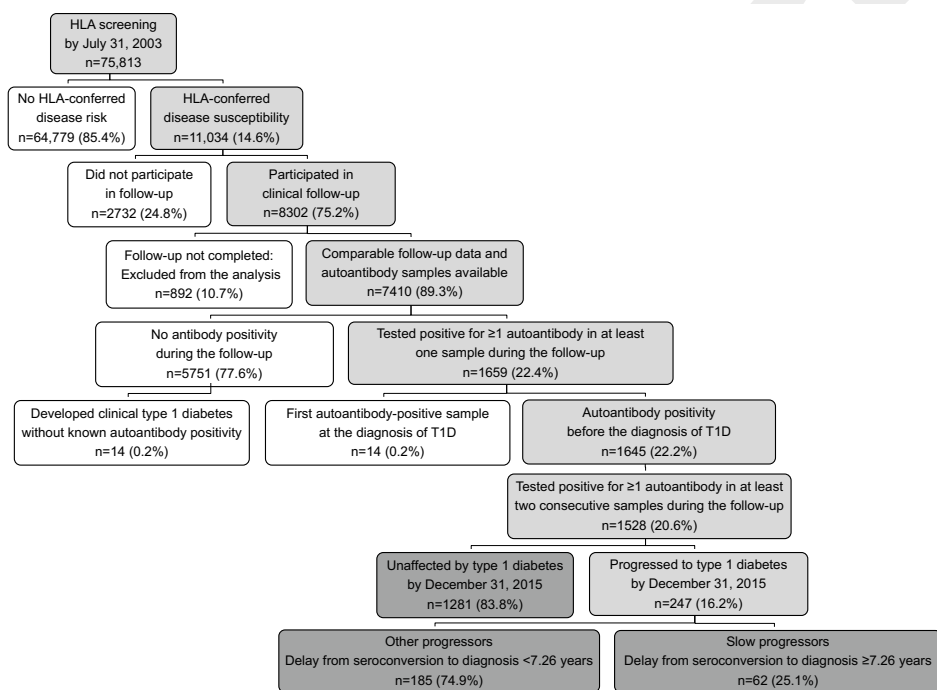 HLA screening
by July 31, 2003
n=75,813
No HLA-conferred
disease risk
n=64,779 (85.4%)
HLA-conferred
disease susceptibility
n=11,034 (14.6%)
Did not participate
in follow-up
n=2732 (24.8%)
Participated in
clinical follow-up
n=8302 (75.2%)
Follow-up not completed:
Excluded from the analysis
n=892 (10.7%)
Comparable follow-up data and
autoantibody samples available
n=7410 (89.3%)
No antibody positivity
during the follow-up
n=5751 (77.6%)
Tested positive for ≥1 autoantibody in at least
one sample during the follow-up
n=1659 (22.4%)
Developed clinical type 1 diabetes
without known autoantibody positivity
n=14 (0.2%)
First autoantibody-positive sample
at the diagnosis of T1D
n=14 (0.2%)
Autoantibody positivity
before the diagnosis of T1D
n=1645 (22.2%)
Tested positive for ≥1 autoantibody in at least
two consecutive samples during the follow-up
n=1528 (20.6%)
Unaffected by type 1 diabetes
by December 31, 2015
n=1281 (83.8%)
Progressed to type 1 diabetes
by December 31, 2015
n=247 (16.2%)
Other progressors
Delay from seroconversion to diagnosis <7.26 years
n=185 (74.9%)
Slow progressors
Delay from seroconversion to diagnosis ≥7.26 years
n=62 (25.1%)